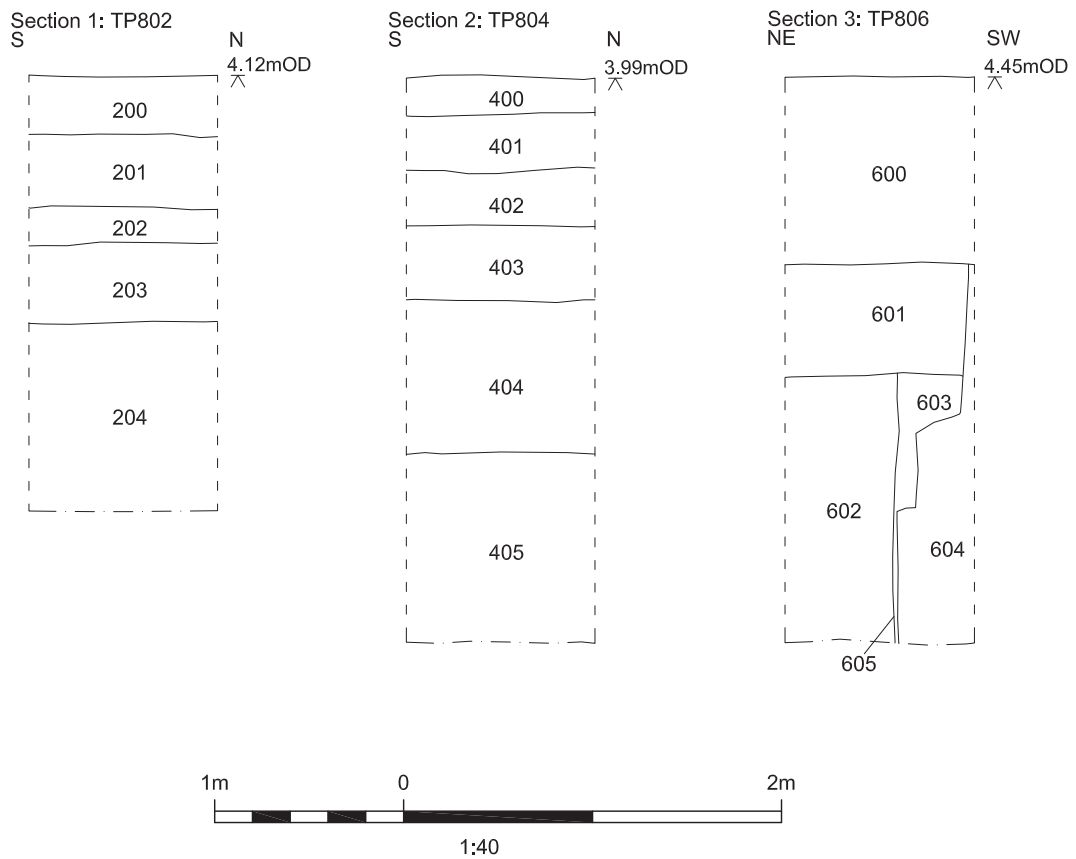 Section 1: TP802
S N
4.12mOD
200
201
202
203
204
Section 2: TP804
S N
3.99mOD
400
401
402
403
404
405
Section 3: TP806
NE SW
4.45mOD
600
601
603
602
604
605
1m 0 2m
1:40